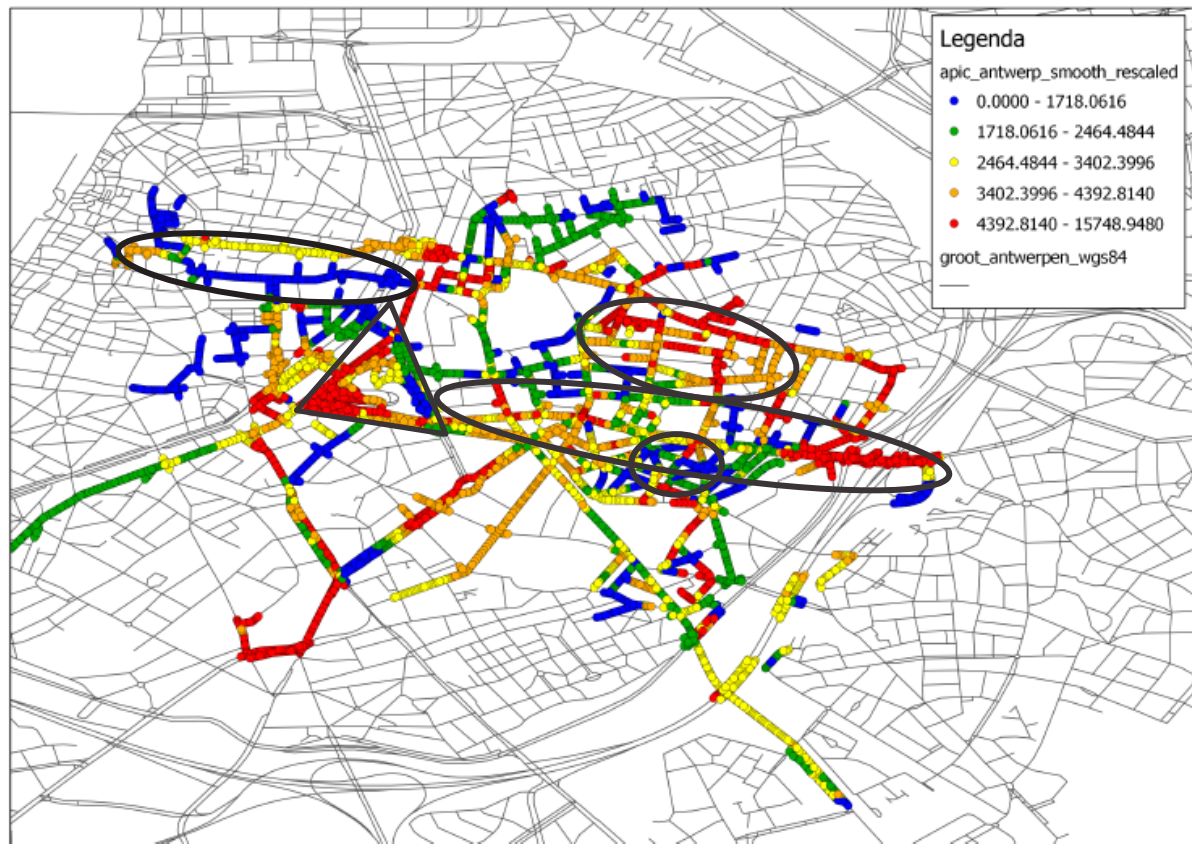 Legenda
apic_antwerp_smooth_rescaled
0.0000 - 1718.0616
1718.0616 - 2464.4844
2464.4844 - 3402.3996
3402.3996 - 4392.8140
4392.8140 - 15748.9480
groot_antwerpen_wgs84